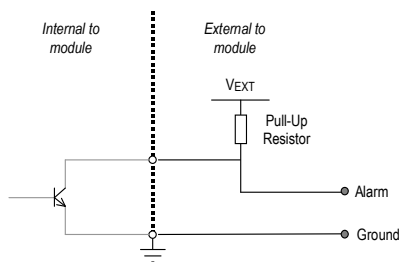 Internal to
module
External to
module
VEXT
Pull-Up
Resistor
Alarm
Ground